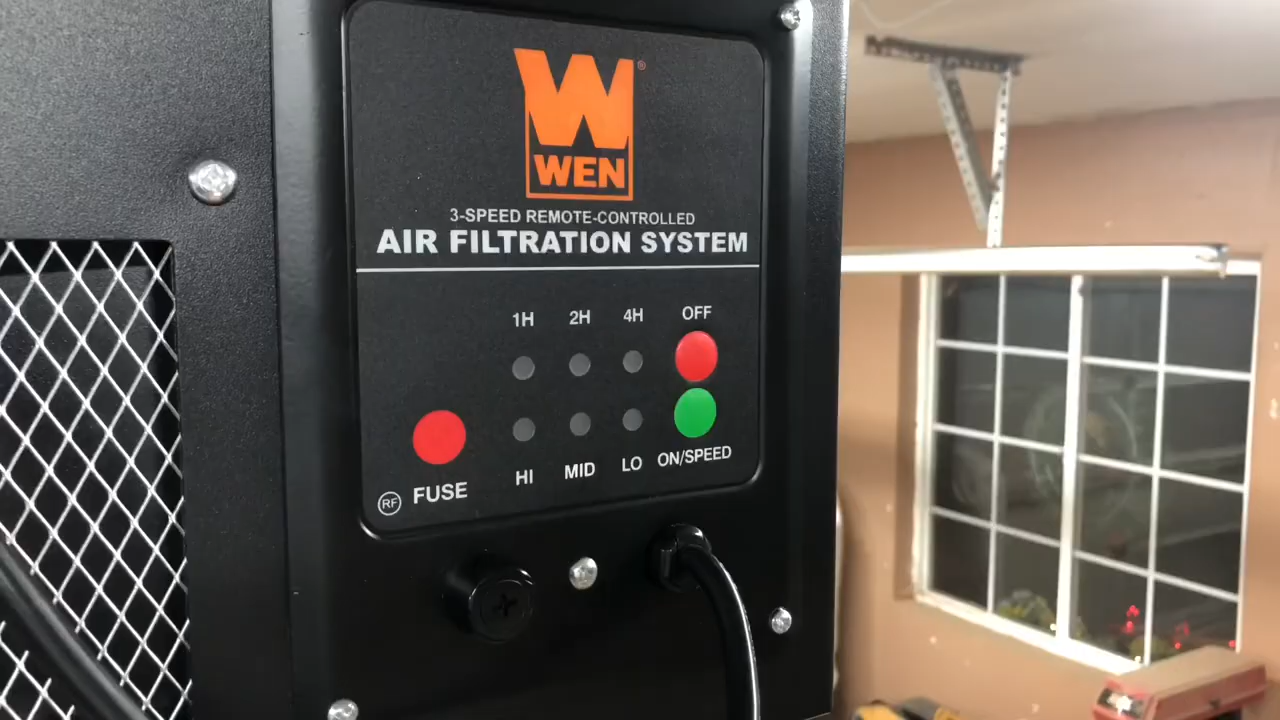 W®
WEN
3-SPEED REMOTE-CONTROLLED
AIR FILTRATION SYSTEM
1H 2H 4H OFF
HI MID LO ON/SPEED
RF FUSE